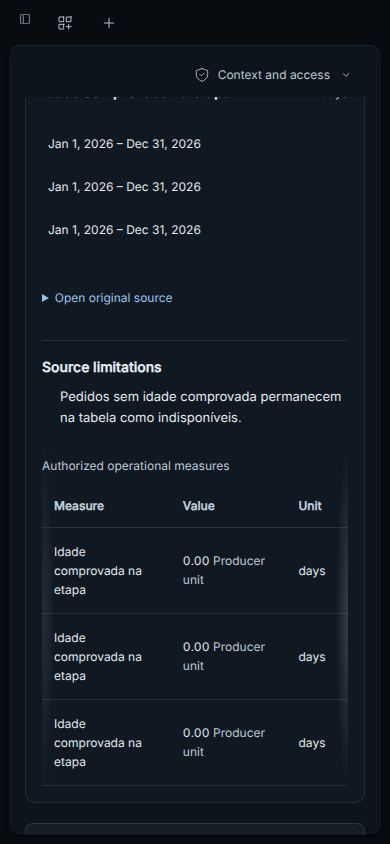 Context and access
Jan 1, 2026 – Dec 31, 2026
Jan 1, 2026 – Dec 31, 2026
Jan 1, 2026 – Dec 31, 2026
Open original source
Source limitations
Pedidos sem idade comprovada permanecem
na tabela como indisponíveis.
Authorized operational measures
Measure Value Unit
Idade
comprovada na
etapa
0.00 Producer
unit
days
Idade
comprovada na
etapa
0.00 Producer
unit
days
Idade
comprovada na
etapa
0.00 Producer
unit
days